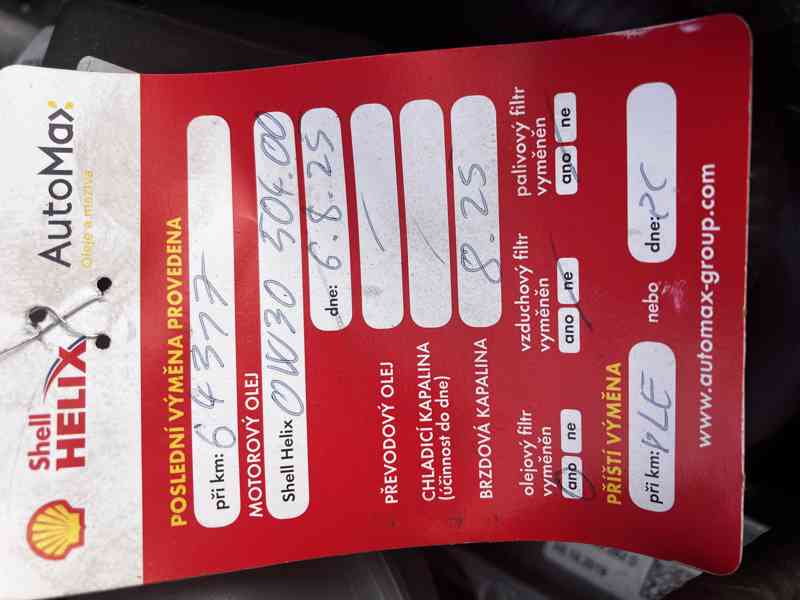 Shell
HELIX
AutoMax
Oleje a maziva
POSLEDNÍ VÝMĚNA PROVEDENA
při km: 64377
MOTOROVÝ OLEJ
Shell Helix 0W30 504.00
dne: 6.8.25
PŘEVODOVÝ OLEJ /
CHLADICÍ KAPALINA /
(účinnost do dne)
BRZDOVÁ KAPALINA 8.25
olejový filtr vzduchový filtr palivový filtr
vyměněn vyměněn vyměněn
ano ne ano ne ano ne
PŘÍŠTÍ VÝMĚNA
při km: PLE nebo dne: PC
www.automax-group.com